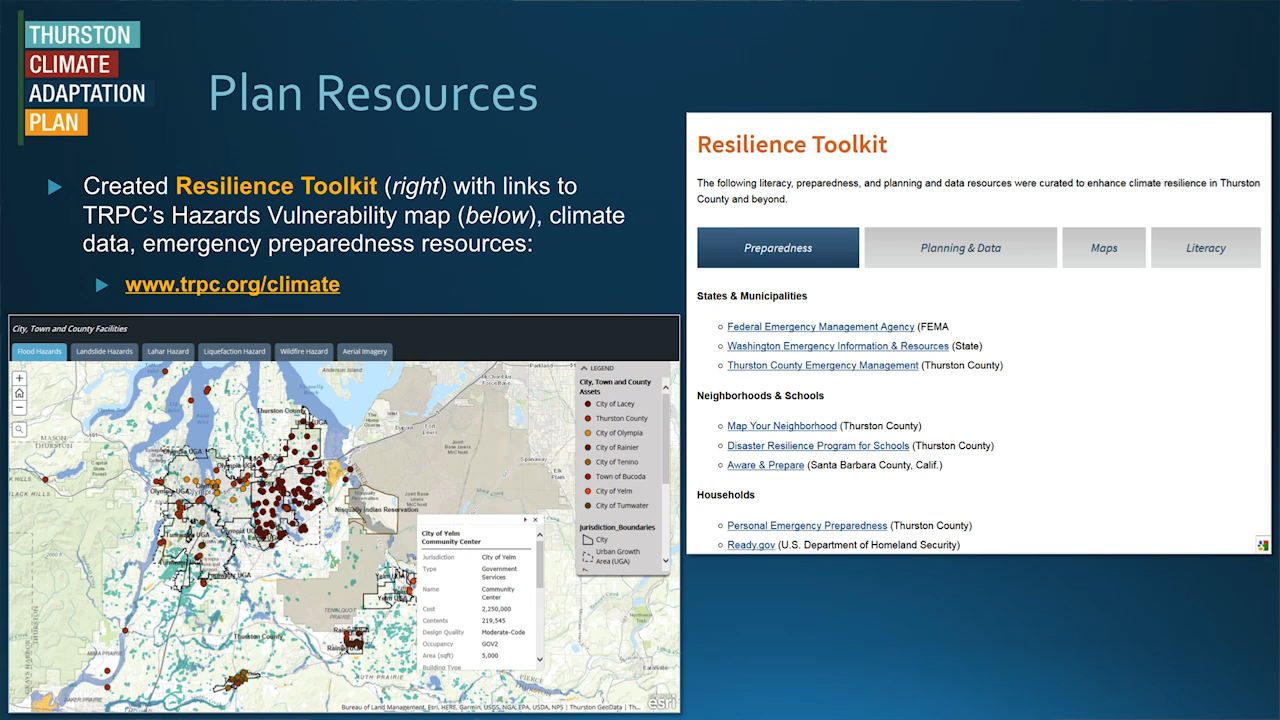 THURSTON
CLIMATE
ADAPTATION
PLAN
Plan Resources
Created Resilience Toolkit (right) with links to
TRPC's Hazards Vulnerability map (below), climate
data, emergency preparedness resources:
www.trpc.org/climate
City, Town and County Facilities
Flood Hazards
Landslide Hazards
Lahar Hazard
Liquefaction Hazard
Wildfire Hazard
Aerial Imagery
LEGEND
City, Town and County
Assets
City of Lacey
Thurston County
City of Olympia
City of Rainier
City of Tenino
Town of Bucoda
City of Yelm
City of Tumwater
Jurisdiction_Boundaries
City
Urban Growth
Area (UGA)
Anderson Island
Thurston County
Nisqually Indian Reservation
Thurston County
City of Yelm
Community Center
Jurisdiction City of Yelm
Type Government
Services
Name Community
Center
Cost 2,250,000
Contents 219,545
Design Quality Moderate-Code
Occupancy GOV2
Area (sqft) 5,000
Building Type
Bureau of Land Management, Esri, HERE, Garmin, USGS, NGA, EPA, USDA, NPS | Thurston GeoData | Th...
esri
Resilience Toolkit
The following literacy, preparedness, and planning and data resources were curated to enhance climate resilience in Thurston
County and beyond.
Preparedness
Planning & Data
Maps
Literacy
States & Municipalities
Federal Emergency Management Agency (FEMA
Washington Emergency Information & Resources (State)
Thurston County Emergency Management (Thurston County)
Neighborhoods & Schools
Map Your Neighborhood (Thurston County)
Disaster Resilience Program for Schools (Thurston County)
Aware & Prepare (Santa Barbara County, Calif.)
Households
Personal Emergency Preparedness (Thurston County)
Ready.gov (U.S. Department of Homeland Security)